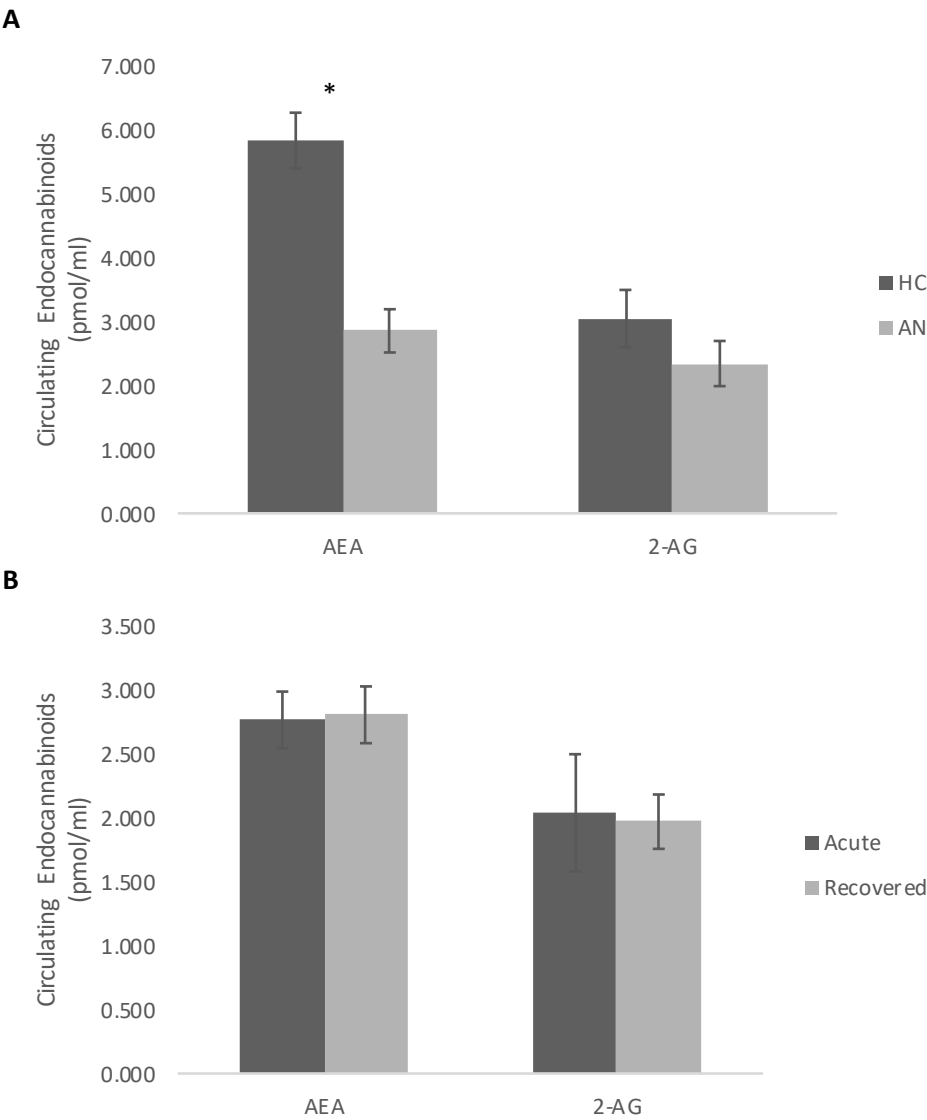 A
7.000
*
6.000
5.000
4.000
3.000
2.000
1.000
0.000
Circulating Endocannabinoids
(pmol/ml)
HC
AN
AEA 2-AG
B
3.500
3.000
2.500
2.000
1.500
1.000
0.500
0.000
Circulating Endocannabinoids
(pmol/ml)
Acute
Recovered
AEA 2-AG